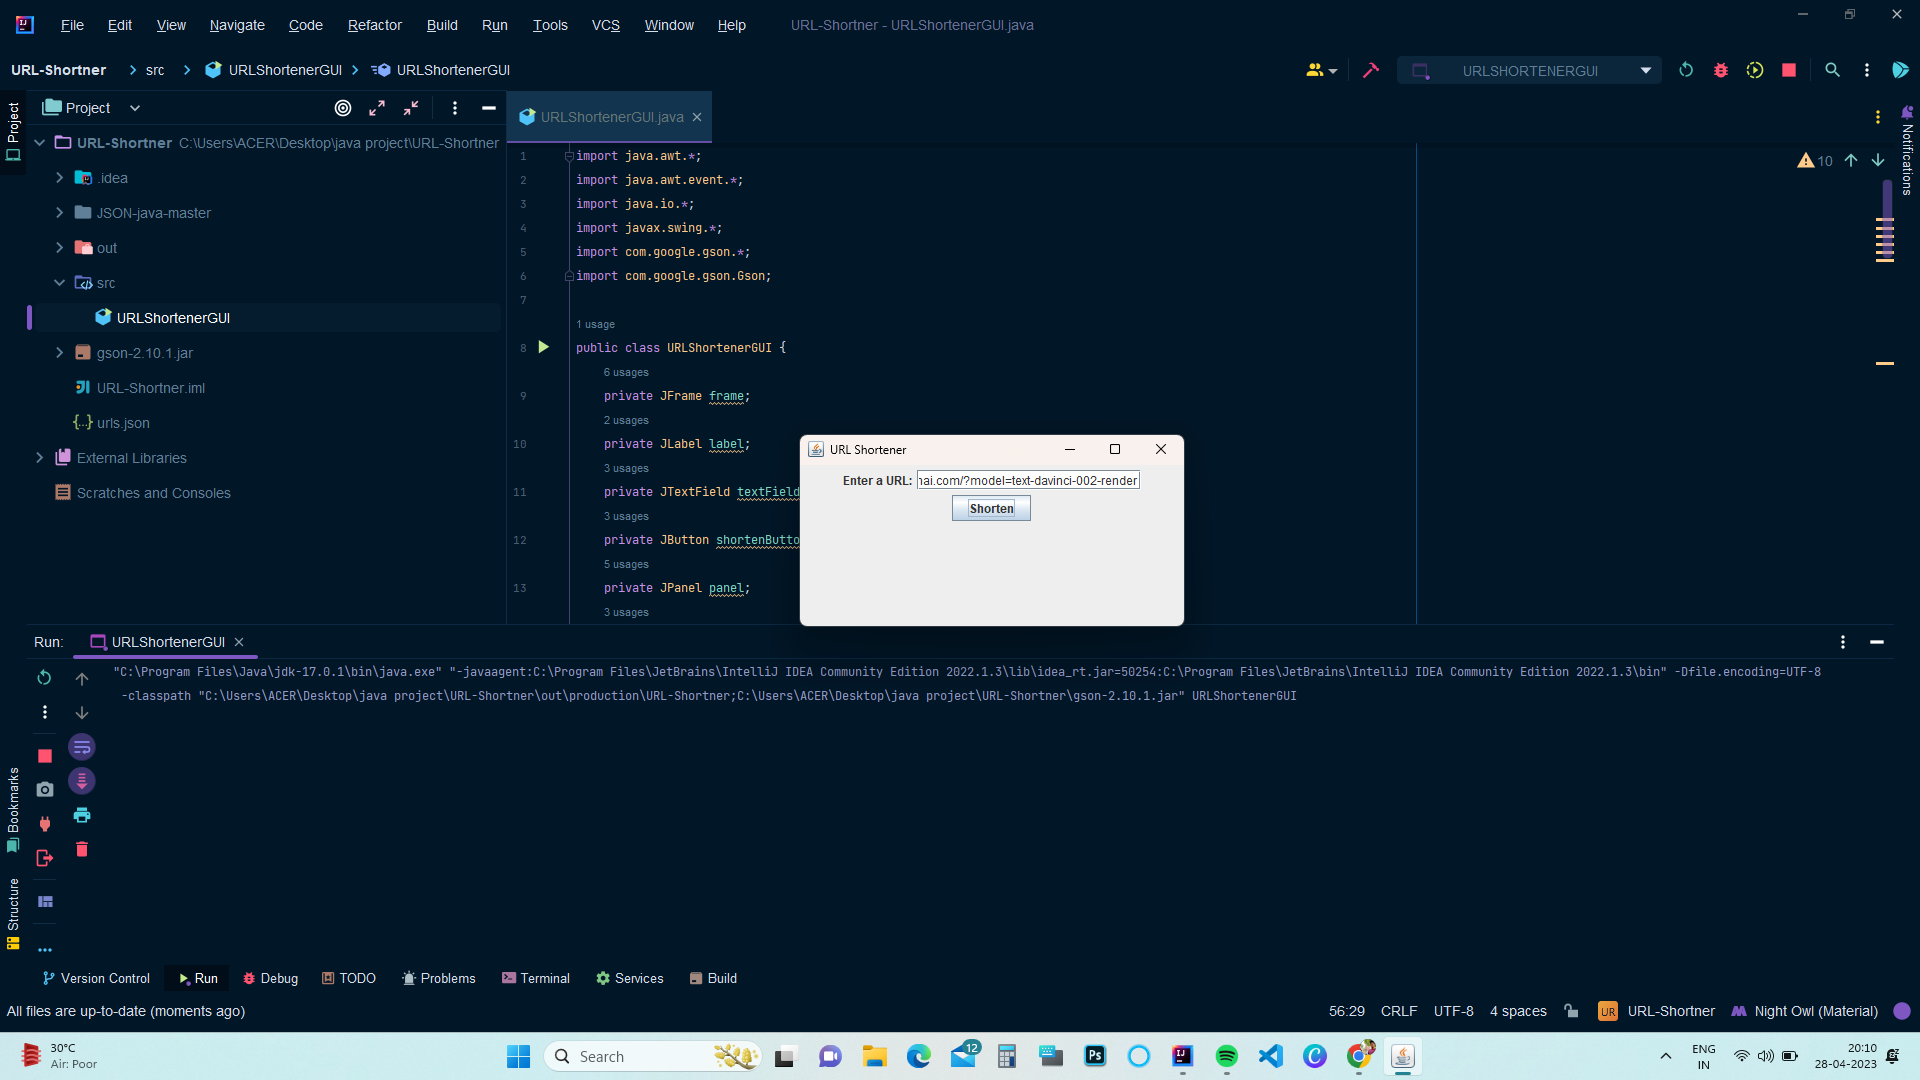 File Edit View Navigate Code Refactor Build Run Tools VCS Window Help URL-Shortner - URLShortenerGUI.java
URL-Shortner src URLShortenerGUI URLShortenerGUI
URLSHORTENERGUI
Project
Project
URLShortenerGUI.java
Notifications
URL-Shortner C:\Users\ACER\Desktop\java project\URL-Shortner
.idea
JSON-java-master
out
src
URLShortenerGUI
gson-2.10.1.jar
URL-Shortner.iml
urls.json
External Libraries
Scratches and Consoles
10
1 import java.awt.*;
2 import java.awt.event.*;
3 import java.io.*;
4 import javax.swing.*;
5 import com.google.gson.*;
6 import com.google.gson.Gson;
7
1 usage
8 public class URLShortenerGUI {
6 usages
9 private JFrame frame;
2 usages
10 private JLabel label;
3 usages
11 private JTextField textField
3 usages
12 private JButton shortenButto
5 usages
13 private JPanel panel;
3 usages
URL Shortener
Enter a URL: nai.com/?model=text-davinci-002-render
Shorten
Run: URLShortenerGUI
"C:\Program Files\Java\jdk-17.0.1\bin\java.exe" "-javaagent:C:\Program Files\JetBrains\IntelliJ IDEA Community Edition 2022.1.3\lib\idea_rt.jar=50254:C:\Program Files\JetBrains\IntelliJ IDEA Community Edition 2022.1.3\bin" -Dfile.encoding=UTF-8
-classpath "C:\Users\ACER\Desktop\java project\URL-Shortner\out\production\URL-Shortner;C:\Users\ACER\Desktop\java project\URL-Shortner\gson-2.10.1.jar" URLShortenerGUI
Bookmarks
Structure
Version Control Run Debug TODO Problems Terminal Services Build
All files are up-to-date (moments ago)
56:29 CRLF UTF-8 4 spaces UR URL-Shortner Night Owl (Material)
30°C
Air: Poor
Search
12
Ps
ENG
IN
20:10
28-04-2023